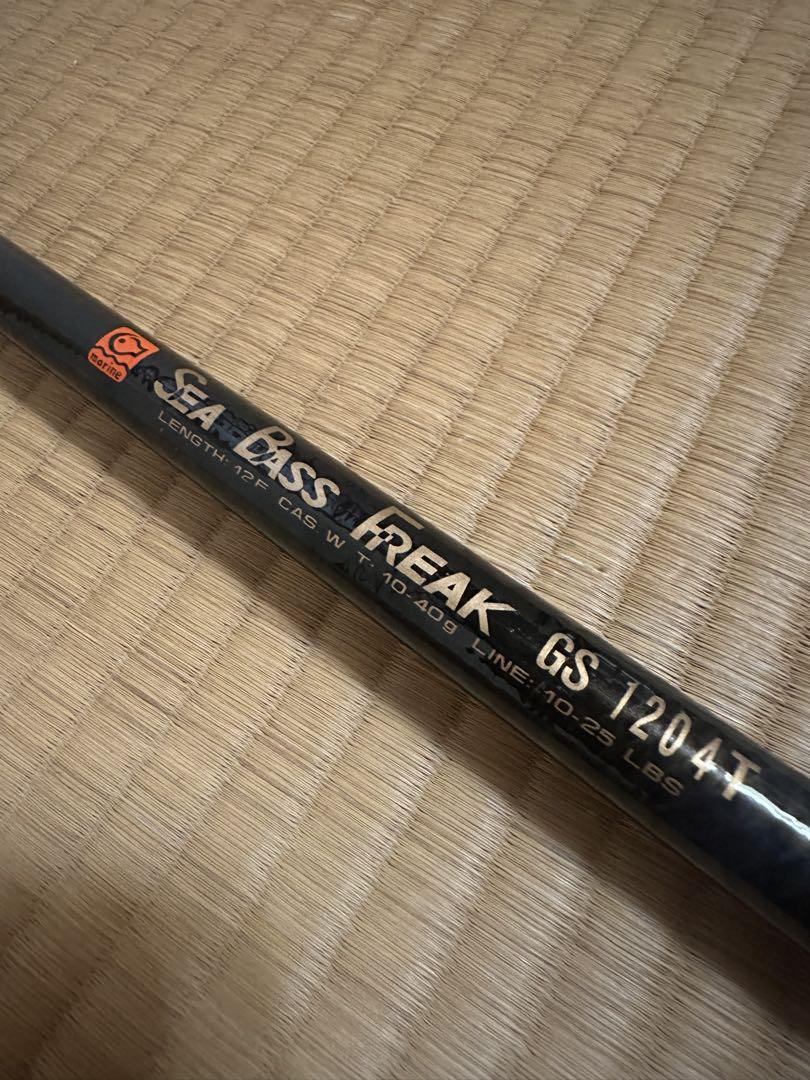 marine
SEA BASS FREAK GS 1204T
LENGTH: 12F CAS W T: 10-40g LINE: 10-25 LBS